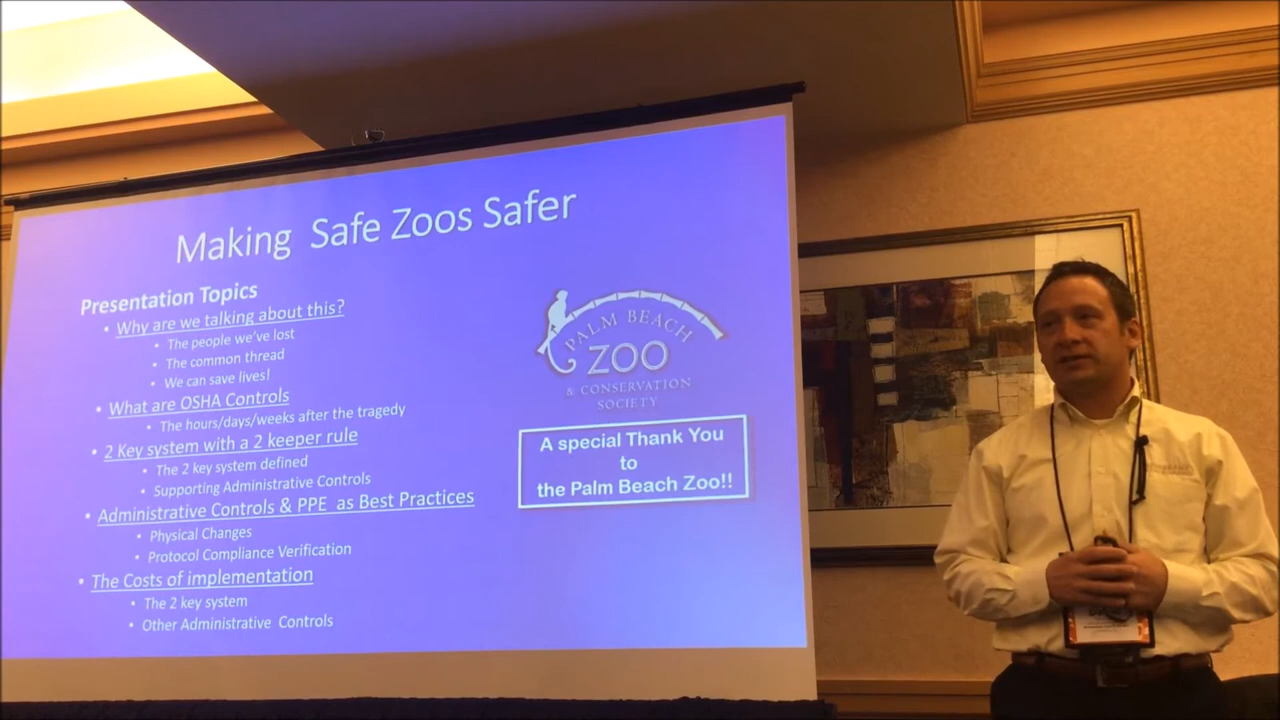 Making Safe Zoos Safer
Presentation Topics
• Why are we talking about this?
• The people we've lost
• The common thread
• We can save lives!
• What are OSHA Controls
• The hours/days/weeks after the tragedy
• 2 Key system with a 2 keeper rule
• The 2 key system defined
• Supporting Administrative Controls
• Administrative Controls & PPE as Best Practices
• Physical Changes
• Protocol Compliance Verification
• The Costs of implementation
• The 2 key system
• Other Administrative Controls
PALM BEACH
ZOO
& CONSERVATION
SOCIETY
A special Thank You
to
the Palm Beach Zoo!!